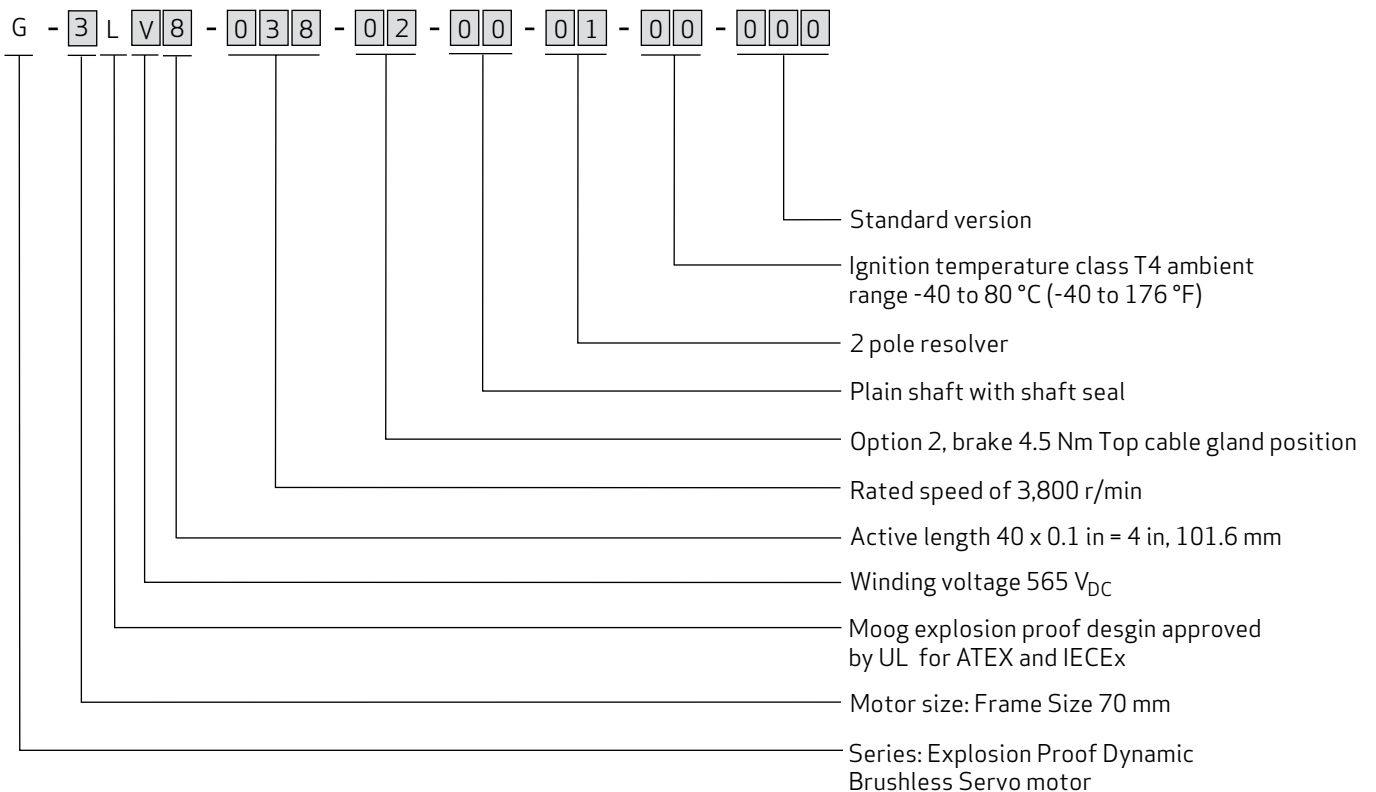 G - 3 L V 8 - 0 3 8 - 0 2 - 0 0 - 0 1 - 0 0 - 0 0 0
Standard version
Ignition temperature class T4 ambient
range -40 to 80 °C (-40 to 176 °F)
2 pole resolver
Plain shaft with shaft seal
Option 2, brake 4.5 Nm Top cable gland position
Rated speed of 3,800 r/min
Active length 40 x 0.1 in = 4 in, 101.6 mm
Winding voltage 565 VDC
Moog explosion proof desgin approved
by UL  for ATEX and IECEx
Motor size: Frame Size 70 mm
Series: Explosion Proof Dynamic
Brushless Servo motor